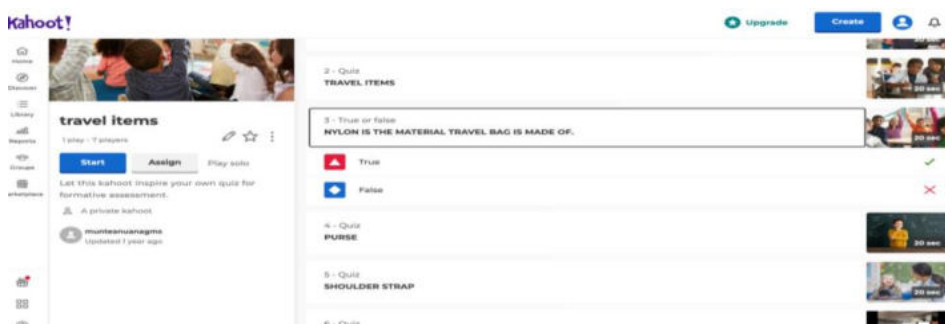 Kahoot!
Upgrade
Create
Home
Discover
Library
Reports
Groups
Marketplace
travel items
1 play · 7 players
Start
Assign
Play solo
Let this kahoot inspire your own quiz for
formative assessment.
A private kahoot
munteanuanagms
Updated 1 year ago
2 - Quiz
TRAVEL ITEMS
20 sec
3 - True or false
NYLON IS THE MATERIAL TRAVEL BAG IS MADE OF.
20 sec
True
False
4 - Quiz
PURSE
20 sec
5 - Quiz
SHOULDER STRAP
20 sec
6 - Quiz